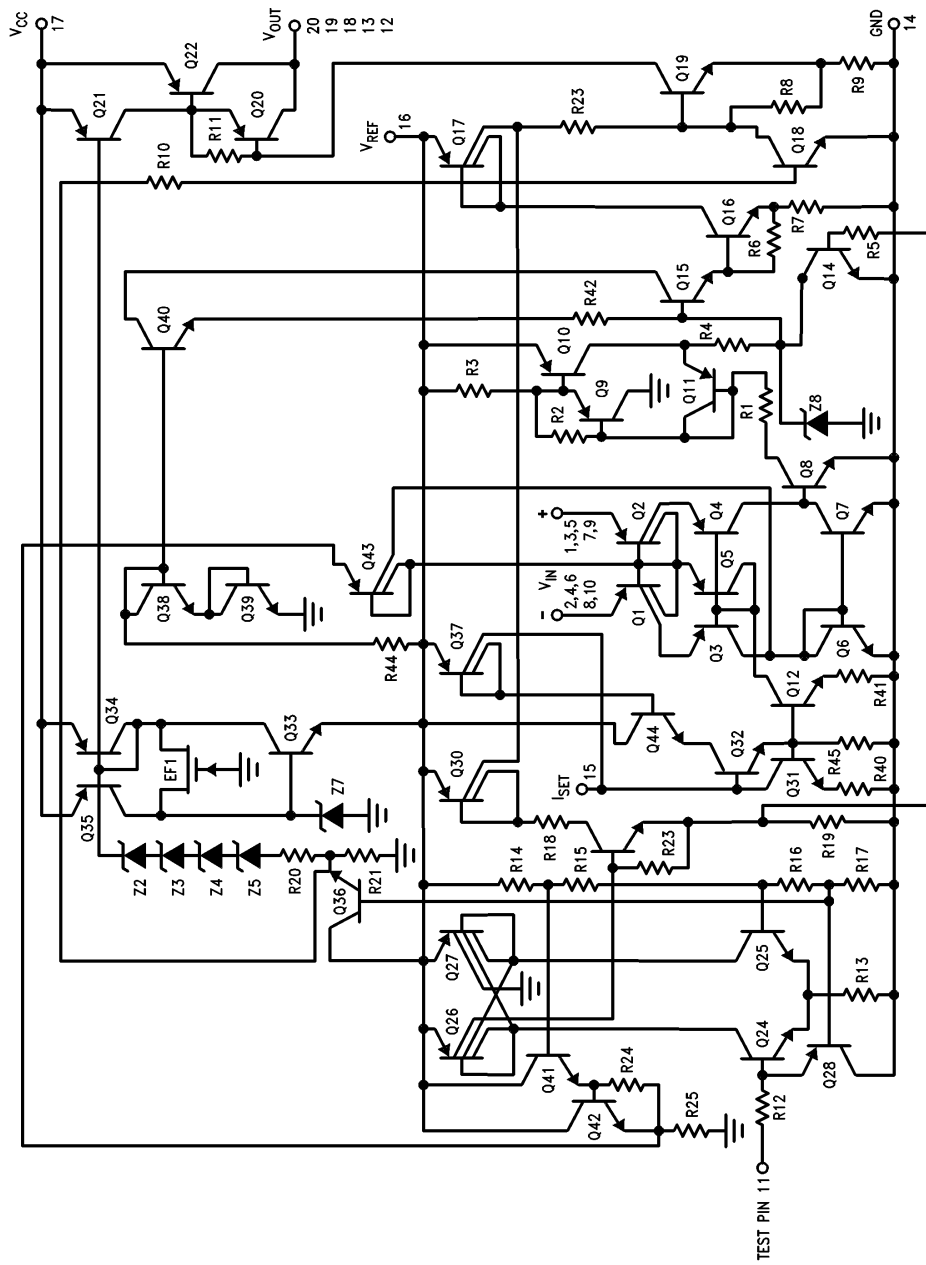 VCC
17
VOUT
20
19
18
13
12
GND
14
Q22
Q21
Q20
R11
R10
VREF
16
Q17
R23
Q19
R8
R9
Q18
Q16
R7
R6
Q14
R5
Q15
Q40
R42
R4
Q10
R3
R2
Q9
Q11
R1
Z8
Q8
Q7
Q43
+
1,3,5
7,9
VIN
2,4,6
8,10
−
Q2
Q1
Q4
Q5
Q3
Q6
Q38
Q39
R44
Q37
Q12
R41
Q44
Q32
Q31
R45
R40
ISET
15
Q34
Q35
EF1
Q33
Z7
Q30
R18
R23
R19
Z2
Z3
Z4
Z5
R20
R21
Q36
R14
R15
R16
R17
Q27
Q26
Q25
Q24
R13
Q28
R12
Q41
Q42
R24
R25
TEST PIN 11